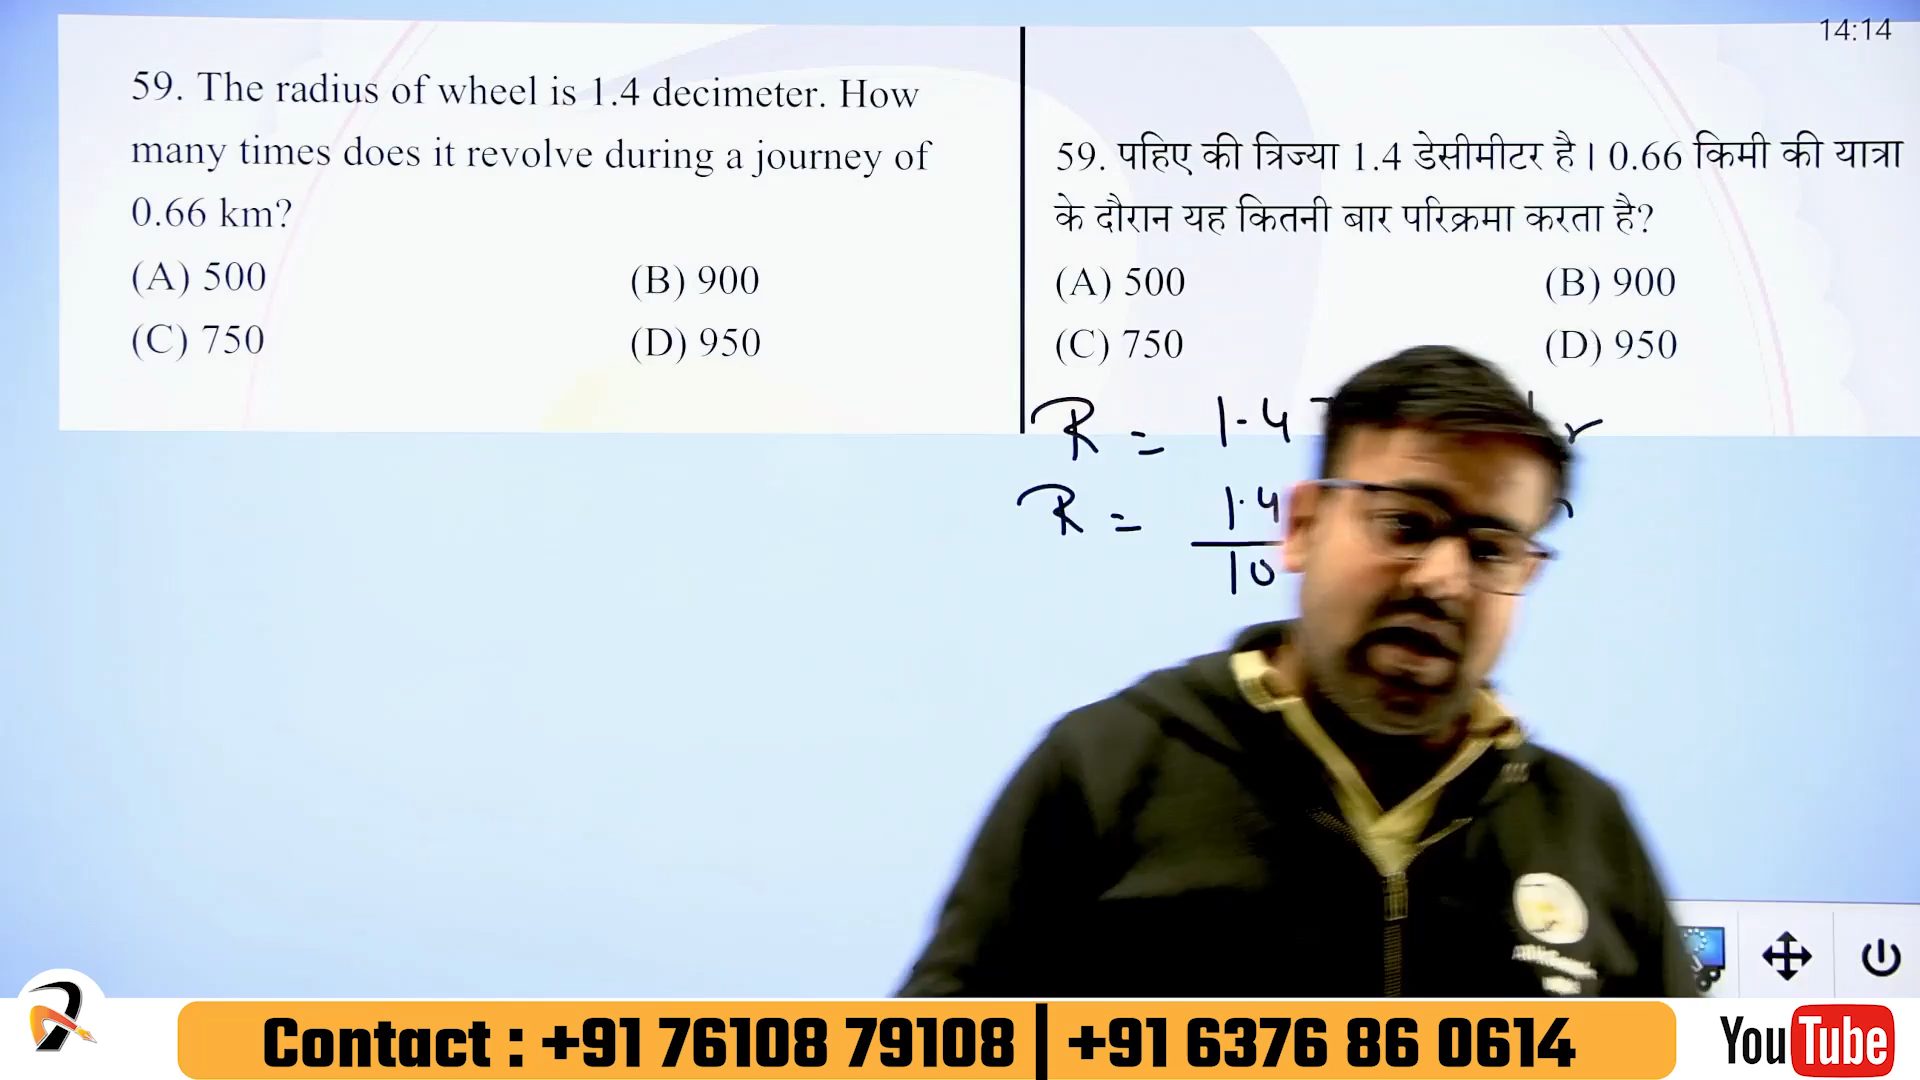 14:14
59. The radius of wheel is 1.4 decimeter. How
many times does it revolve during a journey of
0.66 km?
(A) 500 (B) 900
(C) 750 (D) 950
59. पहिए की त्रिज्या 1.4 डेसीमीटर है। 0.66 किमी की यात्रा
के दौरान यह कितनी बार परिक्रमा करता है?
(A) 500 (B) 900
(C) 750 (D) 950
R = 1.4
R = 1.4
10
Contact : +91 76108 79108 | +91 6376 86 0614
YouTube